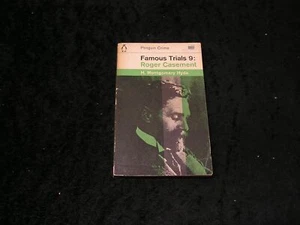 Penguin Crime
Famous Trials 9:
Roger Casement
H. Montgomery Hyde